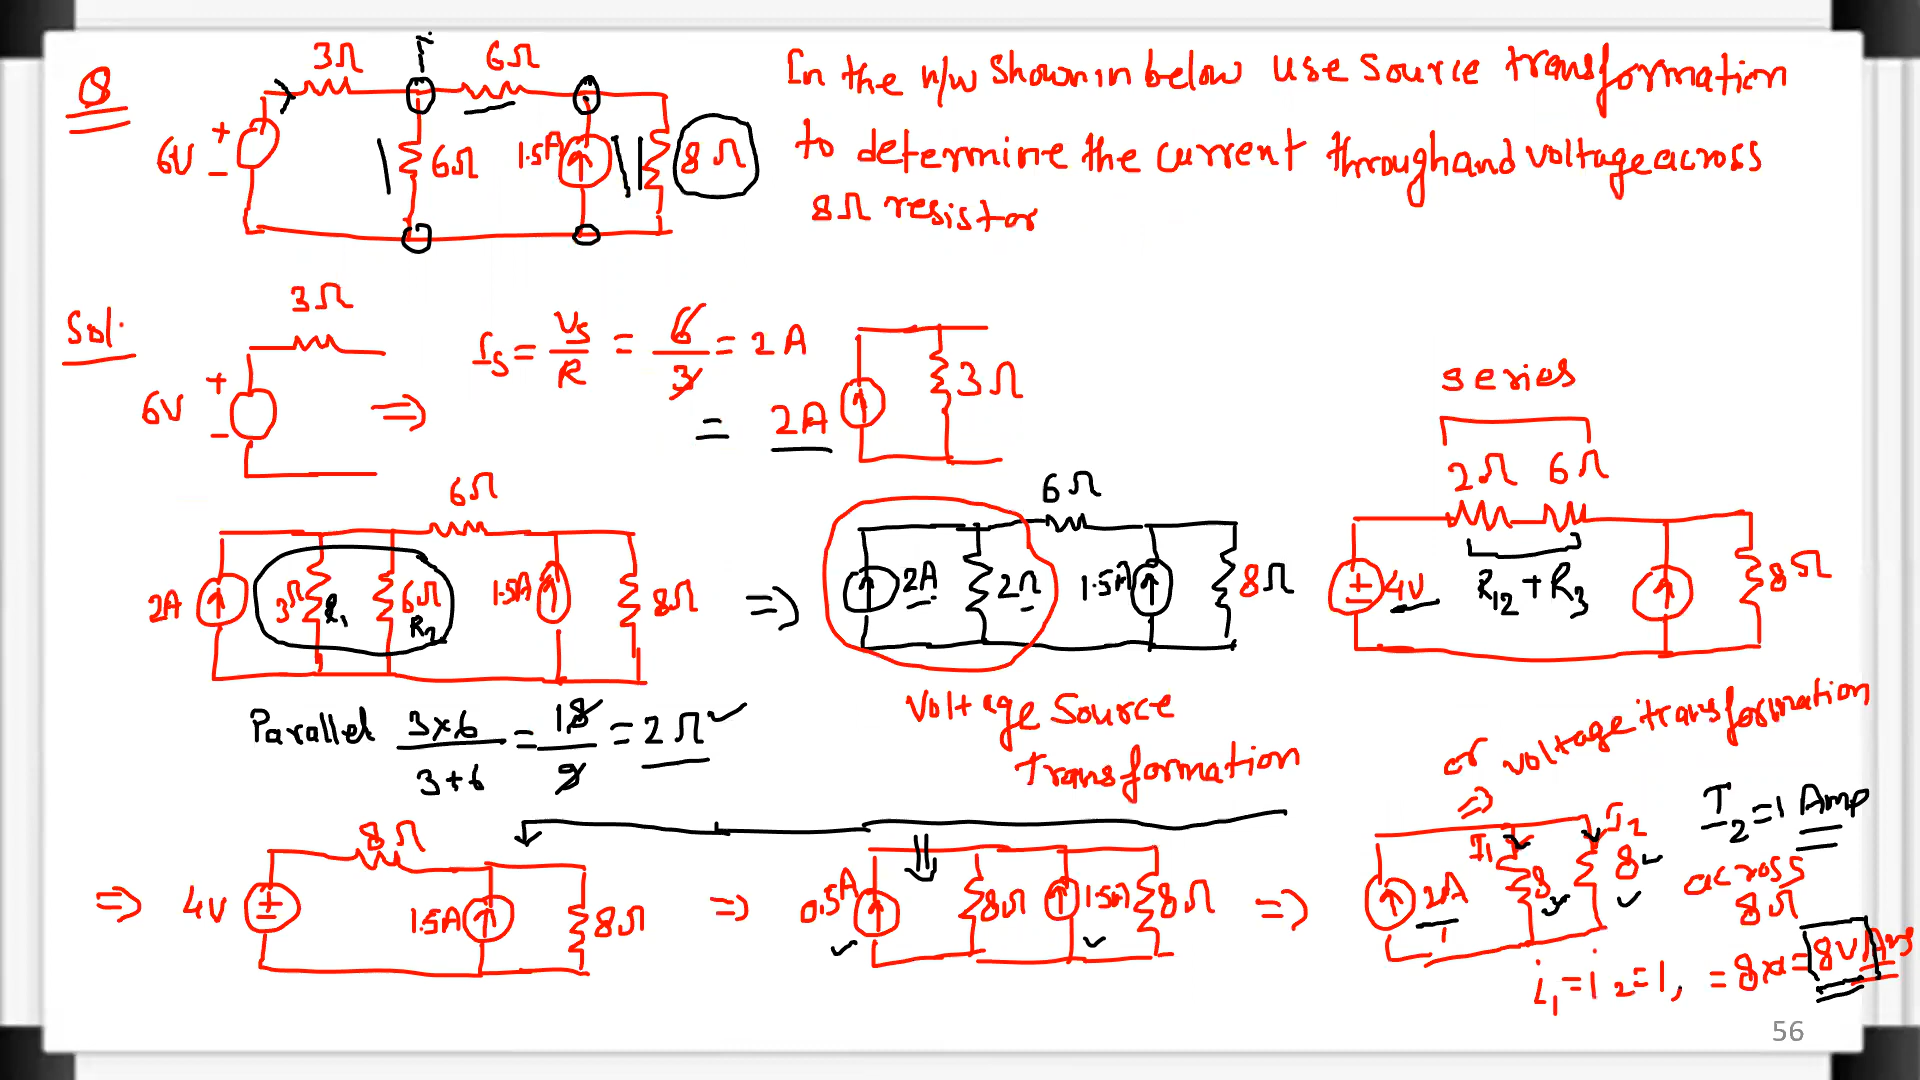 Q
3Ω
I
6Ω
6V + -
6Ω
1.5A
8Ω
In the n/w shown in below use source transformation
to determine the current through and voltage across
8Ω resistor
Sol:
3Ω
6V + -
⇒
Is = Vs/R = 6/3 = 2A
= 2A
3Ω
series
2Ω 6Ω
6Ω
2A
3Ω R1
6Ω R2
1.5A
8Ω
⇒
6Ω
2A
2Ω
1.5A
8Ω
± 4V
R12 + R3
8Ω
Parallel 3×6/3+6 = 18/9 = 2Ω
Voltage Source
Transformation
or voltage transformation
⇒
8Ω
⇒ 4V ±
1.5A
8Ω
⇒ 0.5A
8Ω
1.5A
8Ω
⇒
2A
I1
8
I2
8
I2 = 1 Amp
across
8Ω
i1 = i2 = 1, = 8×1 = 8V Ans
56